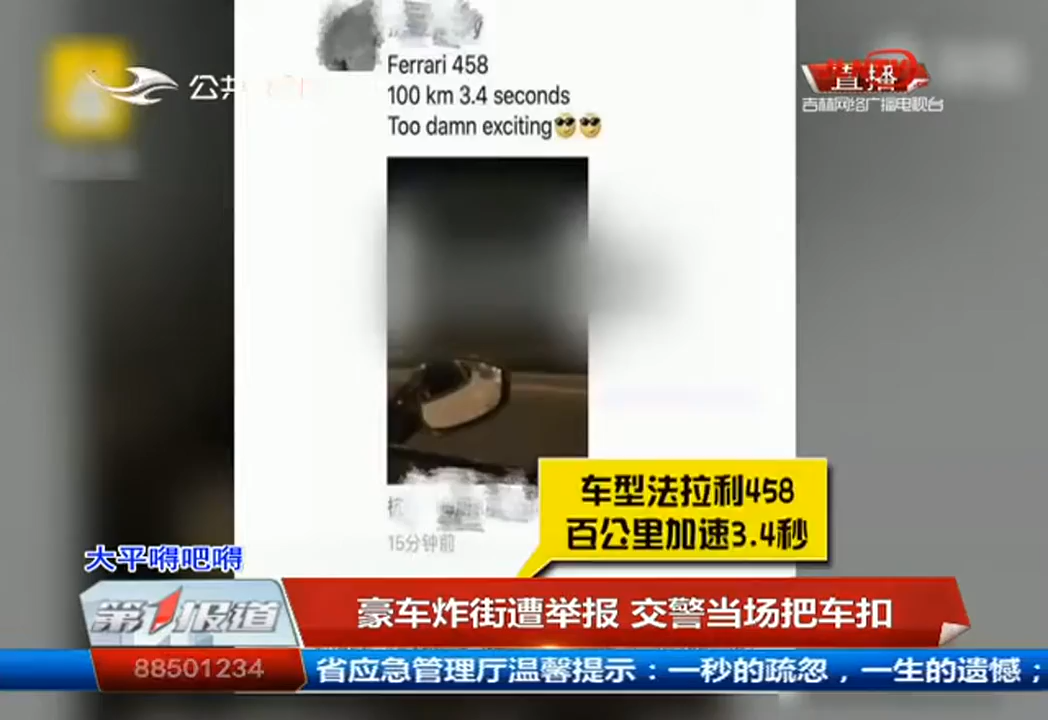 公共
直播
吉林网络广播电视台
Ferrari 458
100 km 3.4 seconds
Too damn exciting😎😎
杭
15分钟前
车型法拉利458
百公里加速3.4秒
大平嘚吧嘚
第1报道
豪车炸街遭举报 交警当场把车扣
88501234
省应急管理厅温馨提示：一秒的疏忽，一生的遗憾；